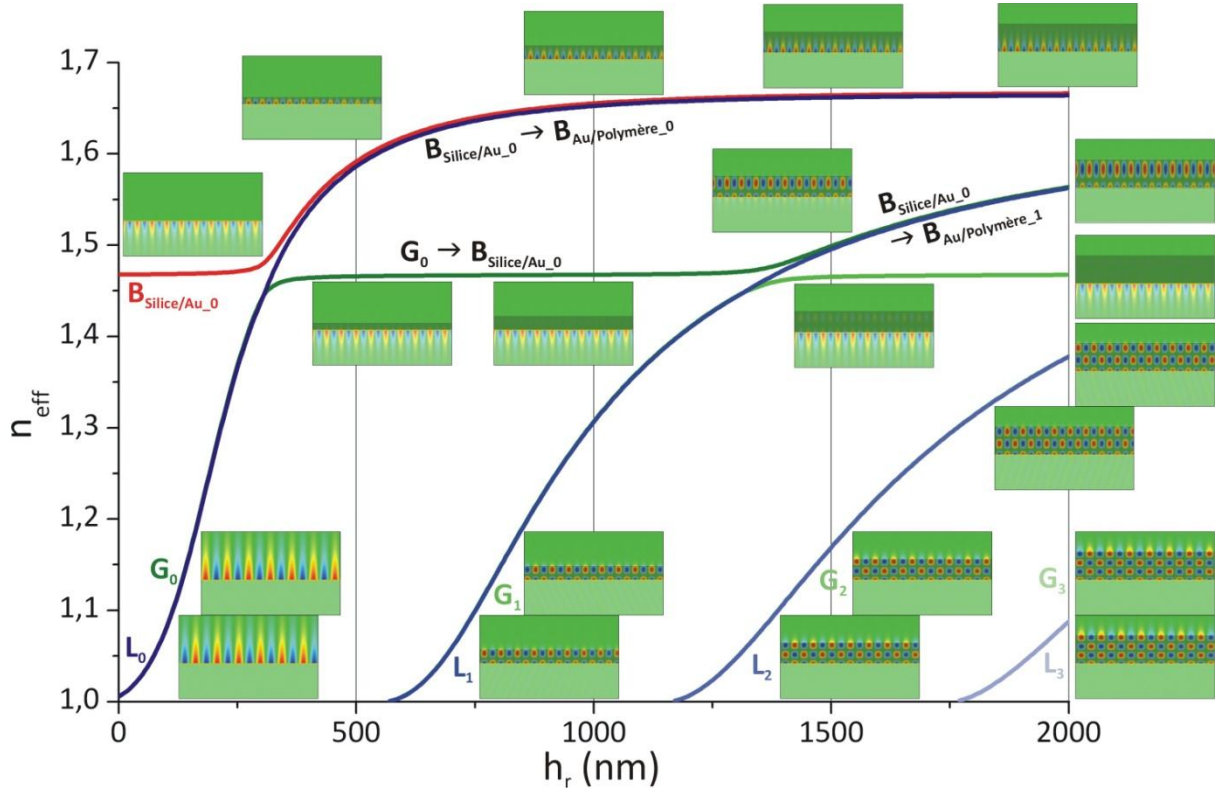 1,7
1,6
1,5
1,4
1,3
1,2
1,1
1,0
n_eff
0
500
1000
1500
2000
h_r (nm)
B_Silice/Au_0 → B_Au/Polymère_0
B_Silice/Au_0
→ B_Au/Polymère_1
G_0 → B_Silice/Au_0
B_Silice/Au_0
G_0
G_1
G_2
G_3
L_0
L_1
L_2
L_3